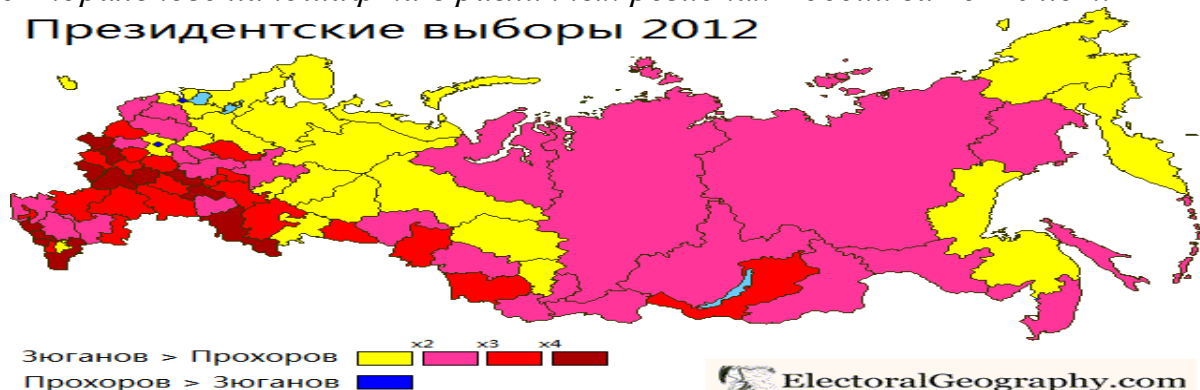 Президентские выборы 2012
x2 x3 x4
Зюганов > Прохоров
Прохоров > Зюганов
ElectoralGeography.com